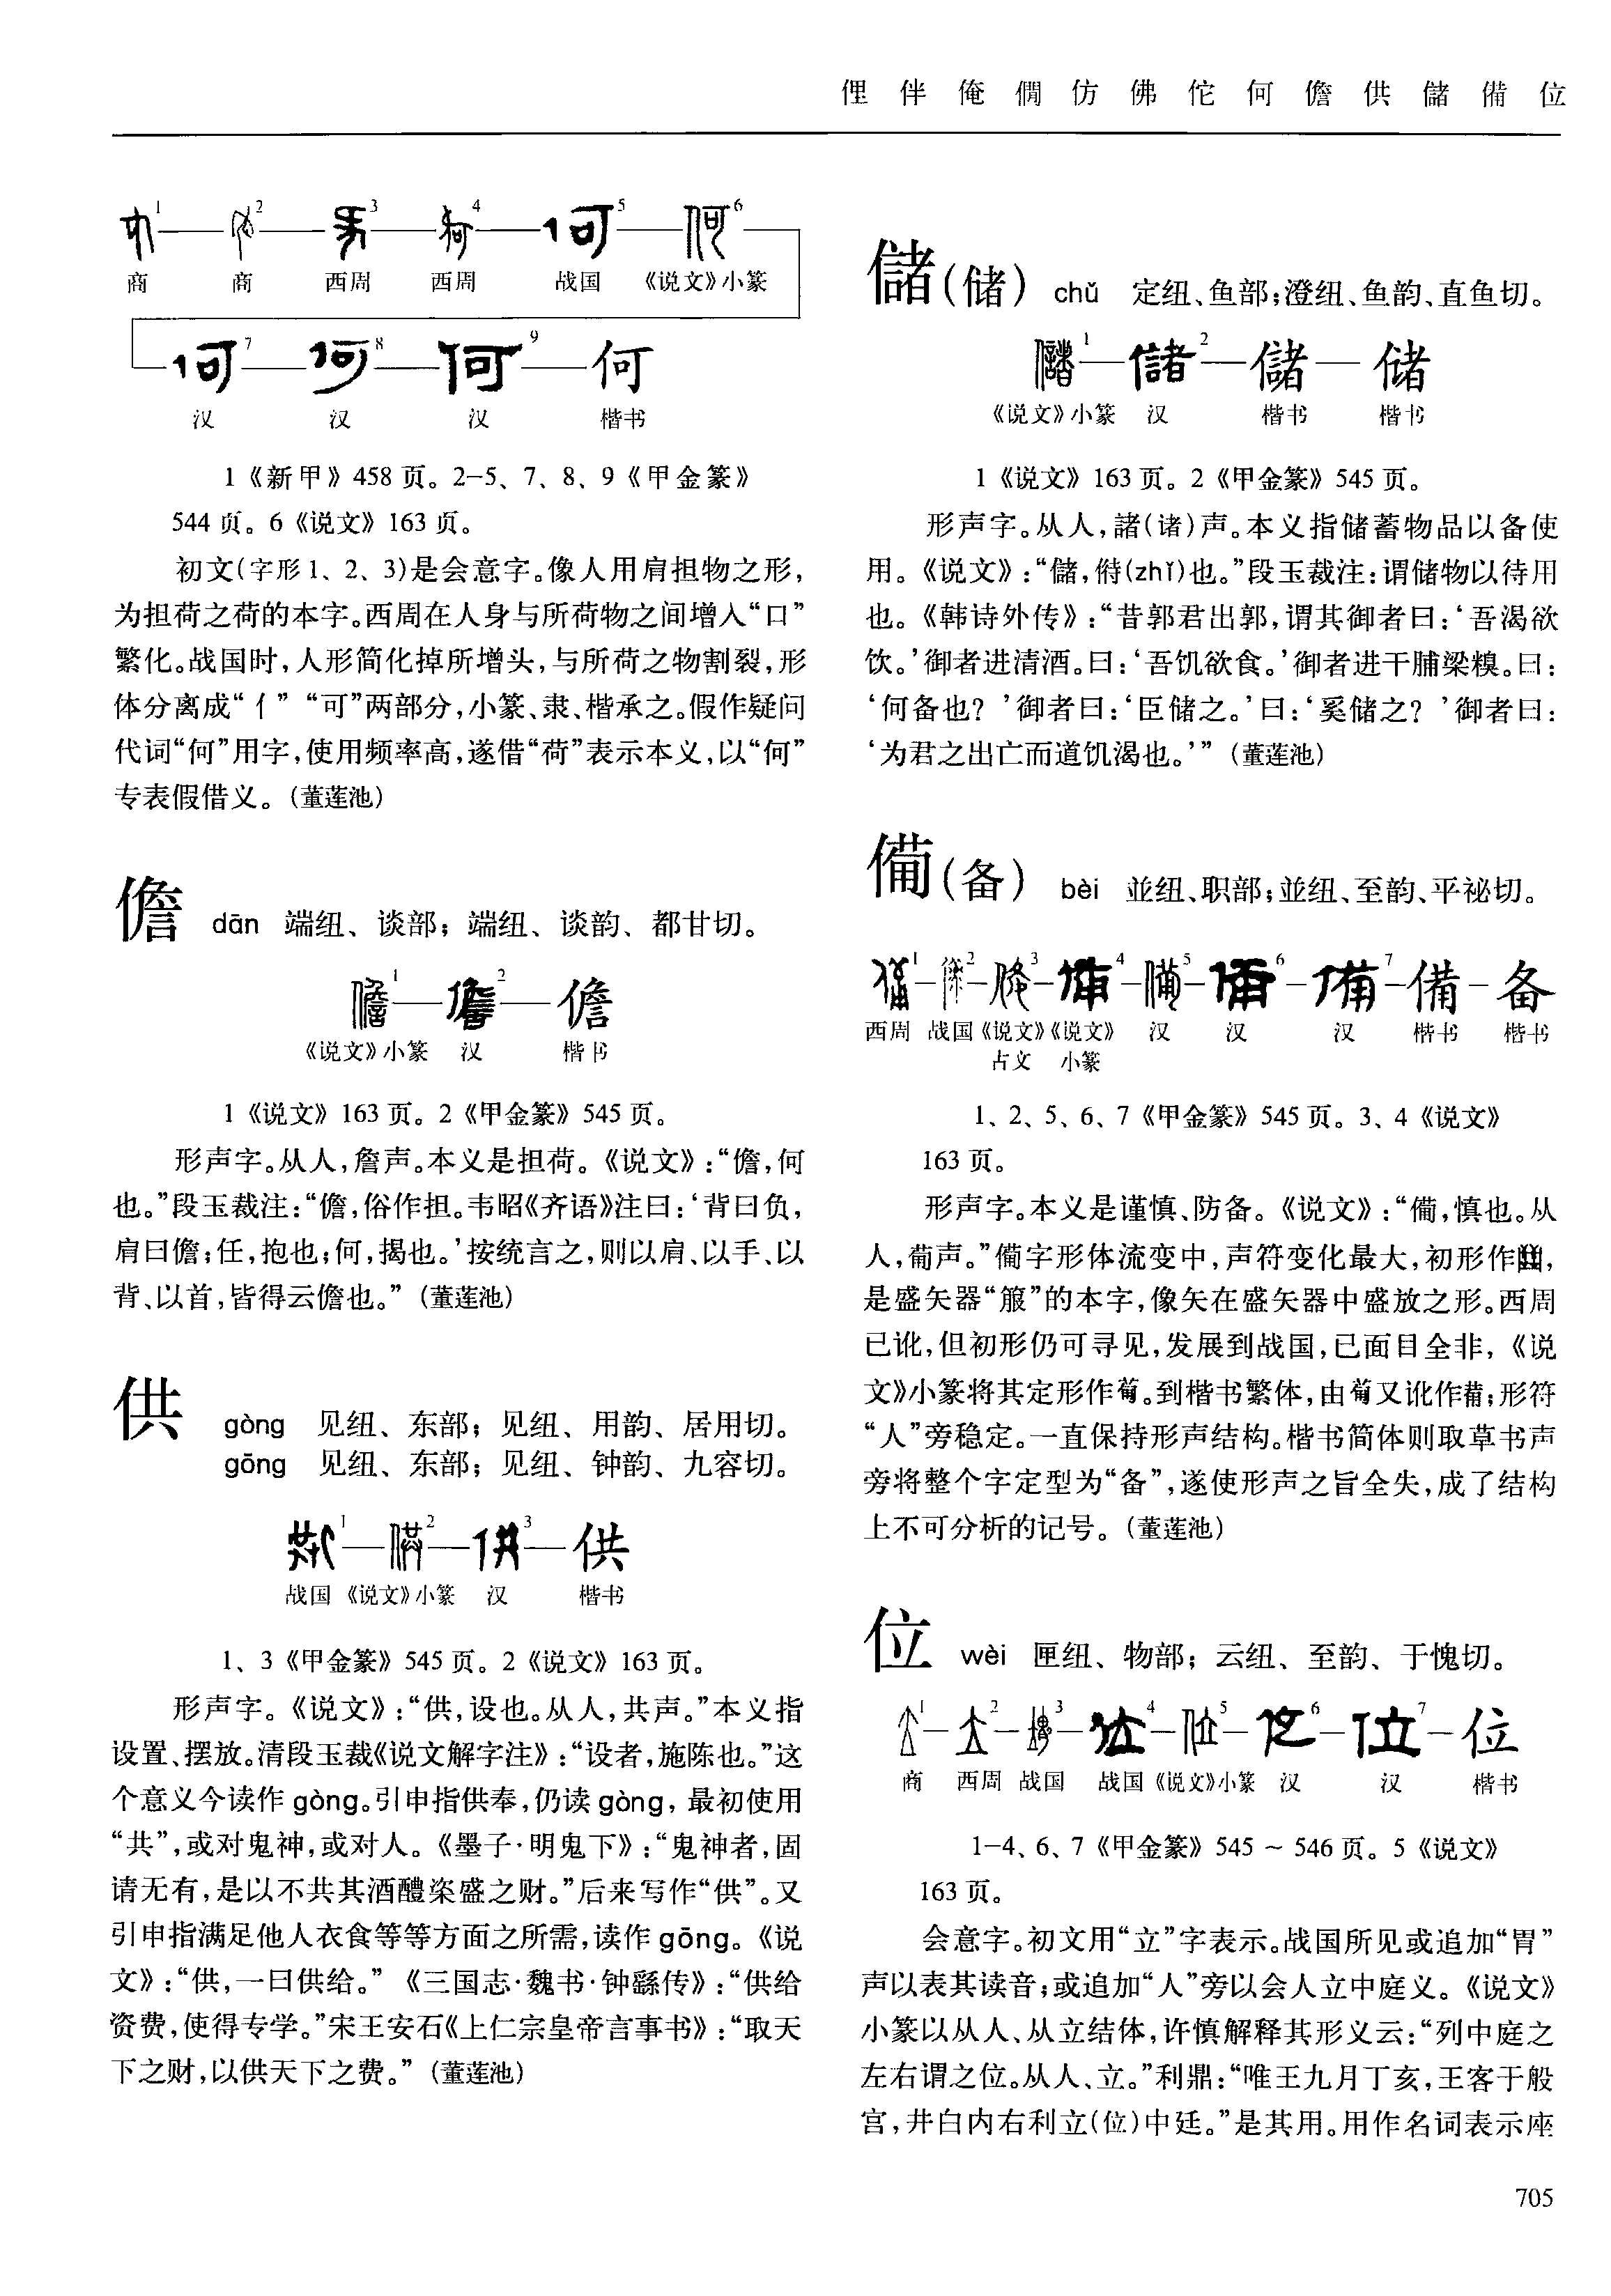 俚 伴 俺 僩 仿 佛 佗 何 儋 供 儲 備 位
1 2 3 4 5 6
商 商 西周 西周 战国 《说文》小篆
7 8 9 何
汉 汉 汉 楷书
1《新甲》458页。2-5、7、8、9《甲金篆》
544页。6《说文》163页。
初文(字形1、2、3)是会意字。像人用肩担物之形,
为担荷之荷的本字。西周在人身与所荷物之间增入“口”
繁化。战国时,人形简化掉所增头,与所荷之物割裂,形
体分离成“亻”“可”两部分,小篆、隶、楷承之。假作疑问
代词“何”用字,使用频率高,遂借“荷”表示本义,以“何”
专表假借义。(董莲池)
儋 dān 端纽、谈部;端纽、谈韵、都甘切。
1 2 儋
《说文》小篆 汉 楷书
1《说文》163页。2《甲金篆》545页。
形声字。从人,詹声。本义是担荷。《说文》:“儋,何
也。”段玉裁注:“儋,俗作担。韦昭《齐语》注曰:‘背曰负,
肩曰儋;任,抱也;何,揭也。’按统言之,则以肩、以手、以
背、以首,皆得云儋也。”(董莲池)
供 gòng 见纽、东部;见纽、用韵、居用切。
gōng 见纽、东部;见纽、钟韵、九容切。
1 2 3 供
战国 《说文》小篆 汉 楷书
1、3《甲金篆》545页。2《说文》163页。
形声字。《说文》:“供,设也。从人,共声。”本义指
设置、摆放。清段玉裁《说文解字注》:“设者,施陈也。”这
个意义今读作gòng。引申指供奉,仍读gòng, 最初使用
“共”,或对鬼神,或对人。《墨子·明鬼下》:“鬼神者,固
请无有,是以不共其酒醴粢盛之财。”后来写作“供”。又
引申指满足他人衣食等等方面之所需,读作gōng。《说
文》:“供,一曰供给。”《三国志·魏书·钟繇传》:“供给
资费,使得专学。”宋王安石《上仁宗皇帝言事书》:“取天
下之财,以供天下之费。”(董莲池)
儲(储) chǔ 定纽、鱼部;澄纽、鱼韵、直鱼切。
1 2 儲 储
《说文》小篆 汉 楷书 楷书
1《说文》163页。2《甲金篆》545页。
形声字。从人,諸(诸)声。本义指储蓄物品以备使
用。《说文》:“儲,偫(zhì)也。”段玉裁注:谓储物以待用
也。《韩诗外传》:“昔郭君出郭,谓其御者曰:‘吾渴欲
饮。’御者进清酒。曰:‘吾饥欲食。’御者进干脯粱糗。曰:
‘何备也?’御者曰:‘臣储之。’曰:‘奚储之?’御者曰:
‘为君之出亡而道饥渴也。’”(董莲池)
備(备) bèi 並纽、职部;並纽、至韵、平祕切。
1 2 3 4 5 6 7 備 备
西周 战国《说文》《说文》 汉 汉 汉 楷书 楷书
古文 小篆
1、2、5、6、7《甲金篆》545页。3、4《说文》
163页。
形声字。本义是谨慎、防备。《说文》:“備,慎也。从
人,𤰇声。”備字形体流变中,声符变化最大,初形作,
是盛矢器“箙”的本字,像矢在盛矢器中盛放之形。西周
已讹,但初形仍可寻见,发展到战国,已面目全非,《说
文》小篆将其定形作𤰇。到楷书繁体,由𤰇又讹作;形符
“人”旁稳定。一直保持形声结构。楷书简体则取草书声
旁将整个字定型为“备”,遂使形声之旨全失,成了结构
上不可分析的记号。(董莲池)
位 wèi 匣纽、物部;云纽、至韵、于愧切。
1 2 3 4 5 6 7 位
商 西周 战国 战国《说文》小篆 汉 汉 楷书
1-4、6、7《甲金篆》545 ~ 546页。5《说文》
163页。
会意字。初文用“立”字表示。战国所见或追加“胃”
声以表其读音;或追加“人”旁以会人立中庭义。《说文》
小篆以从人、从立结体,许慎解释其形义云:“列中庭之
左右谓之位。从人、立。”利鼎:“唯王九月丁亥,王客于般
宫,井白内右利立(位)中廷。”是其用。用作名词表示座
705